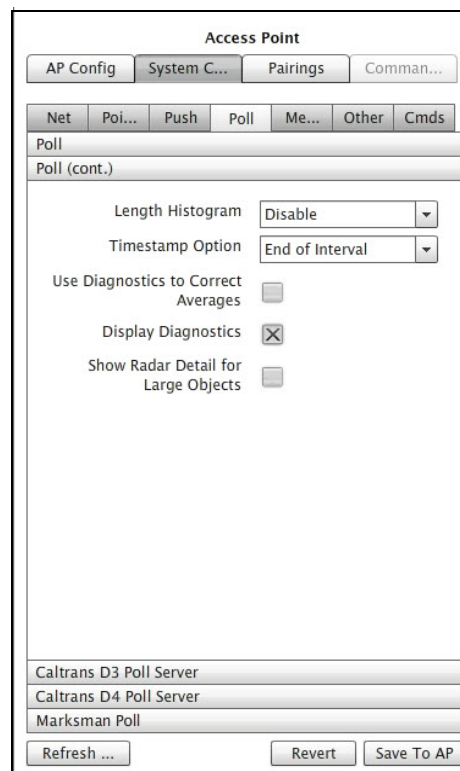 Access Point
AP Config System C... Pairings Comman...
Net Poi... Push Poll Me... Other Cmds
Poll
Poll (cont.)
Length Histogram Disable
Timestamp Option End of Interval
Use Diagnostics to Correct
Averages
Display Diagnostics
Show Radar Detail for
Large Objects
Caltrans D3 Poll Server
Caltrans D4 Poll Server
Marksman Poll
Refresh ... Revert Save To AP